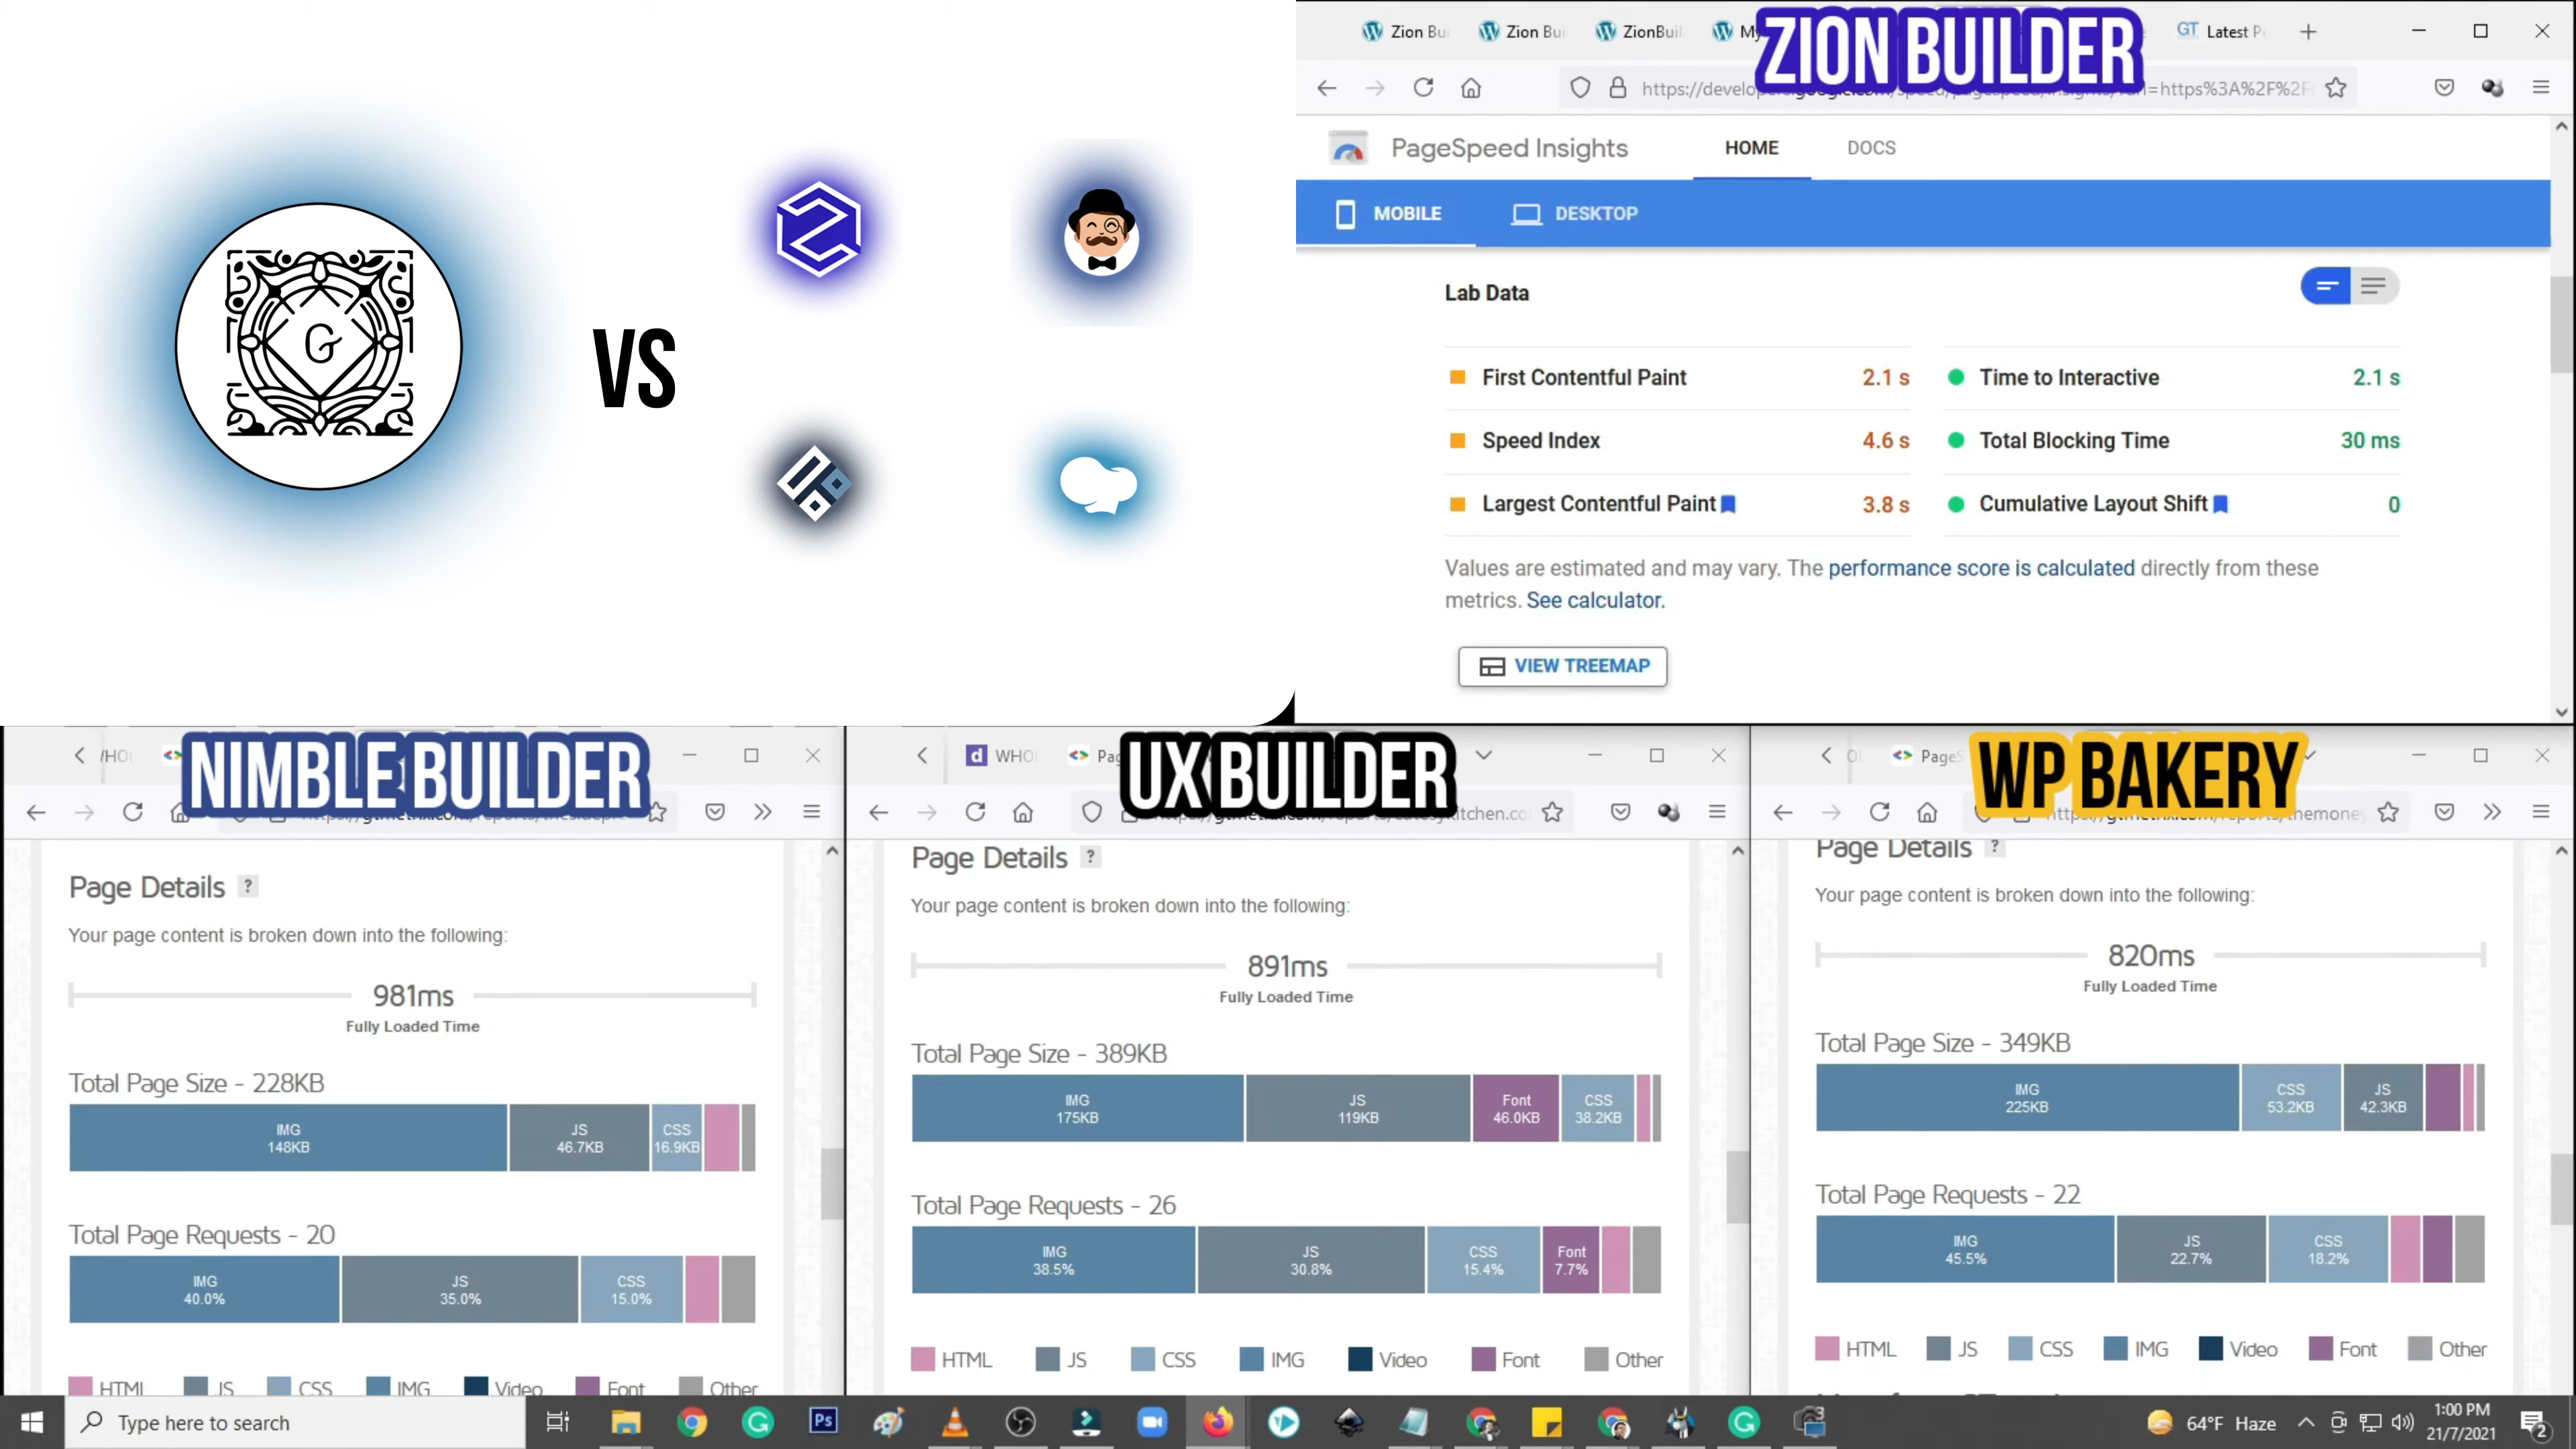 G
VS
Zion Bui
Zion Bui
ZionBuil
My
ZION BUILDER
GT Latest P
PageSpeed Insights
HOME
DOCS
MOBILE
DESKTOP
Lab Data
First Contentful Paint 2.1 s
Time to Interactive 2.1 s
Speed Index 4.6 s
Total Blocking Time 30 ms
Largest Contentful Paint 3.8 s
Cumulative Layout Shift 0
Values are estimated and may vary. The performance score is calculated directly from these
metrics. See calculator.
VIEW TREEMAP
NIMBLE BUILDER
Page Details ?
Your page content is broken down into the following:
981ms
Fully Loaded Time
Total Page Size - 228KB
IMG JS CSS
148KB 46.7KB 16.9KB
Total Page Requests - 20
IMG JS CSS
40.0% 35.0% 15.0%
HTML JS CSS IMG Video Font Other
d WHO
Pag
UX BUILDER
Page Details ?
Your page content is broken down into the following:
891ms
Fully Loaded Time
Total Page Size - 389KB
IMG JS Font CSS
175KB 119KB 46.0KB 38.2KB
Total Page Requests - 26
IMG JS CSS Font
38.5% 30.8% 15.4% 7.7%
HTML JS CSS IMG Video Font Other
PageS
WP BAKERY
Page Details ?
Your page content is broken down into the following:
820ms
Fully Loaded Time
Total Page Size - 349KB
IMG CSS JS
225KB 53.2KB 42.3KB
Total Page Requests - 22
IMG JS CSS
45.5% 22.7% 18.2%
HTML JS CSS IMG Video Font Other
Type here to search
Ps
64°F Haze
1:00 PM
21/7/2021
2